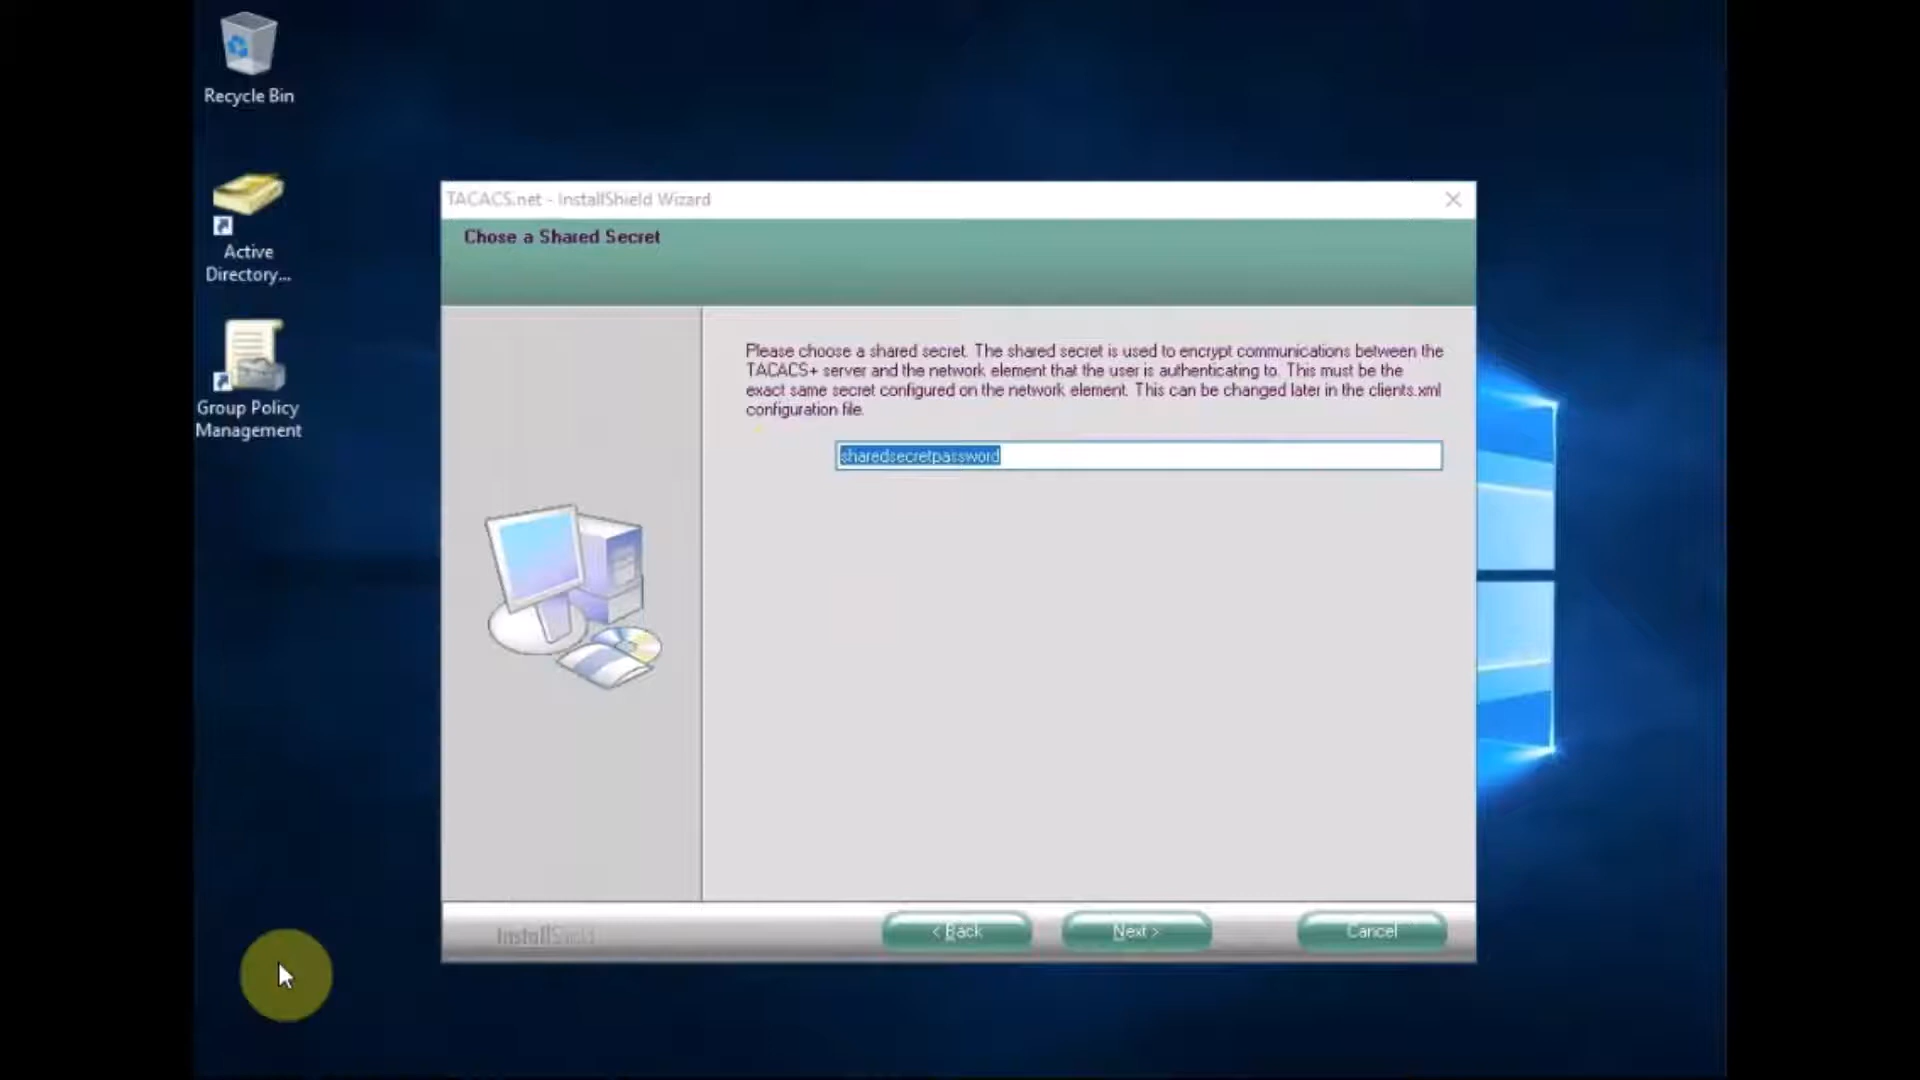 Recycle Bin
Active
Directory...
Group Policy
Management
TACACS.net - InstallShield Wizard
Chose a Shared Secret
Please choose a shared secret. The shared secret is used to encrypt communications between the
TACACS+ server and the network element that the user is authenticating to. This must be the
exact same secret configured on the network element. This can be changed later in the clients.xml
configuration file.
sharedsecretpassword
InstallShield
< Back
Next >
Cancel